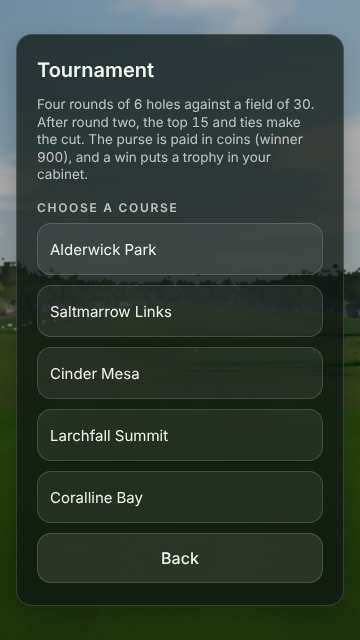 Tournament
Four rounds of 6 holes against a field of 30.
After round two, the top 15 and ties make
the cut. The purse is paid in coins (winner
900), and a win puts a trophy in your
cabinet.
CHOOSE A COURSE
Alderwick Park
Saltmarrow Links
Cinder Mesa
Larchfall Summit
Coralline Bay
Back